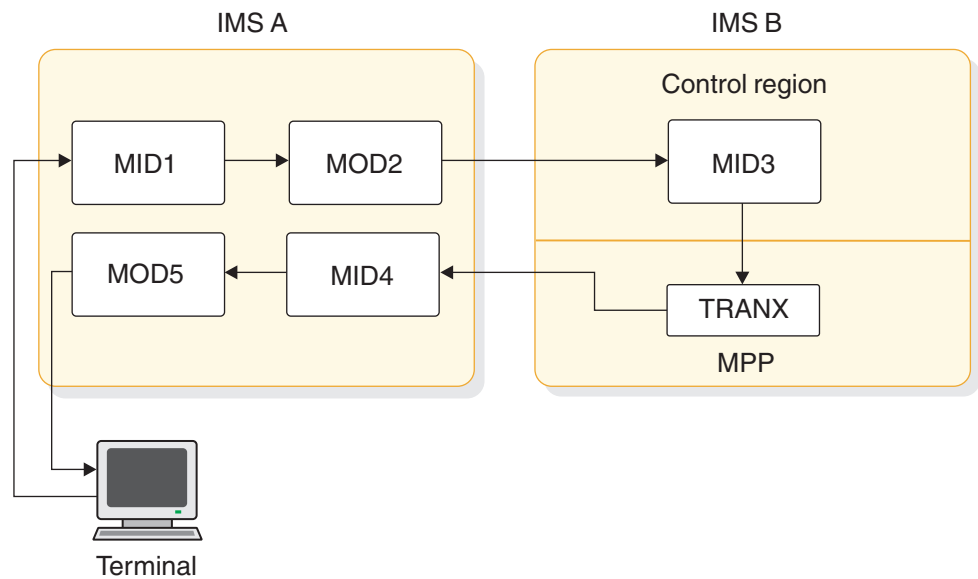 IMS A
IMS B
Control region
MID1
MOD2
MID3
MOD5
MID4
TRANX
MPP
Terminal